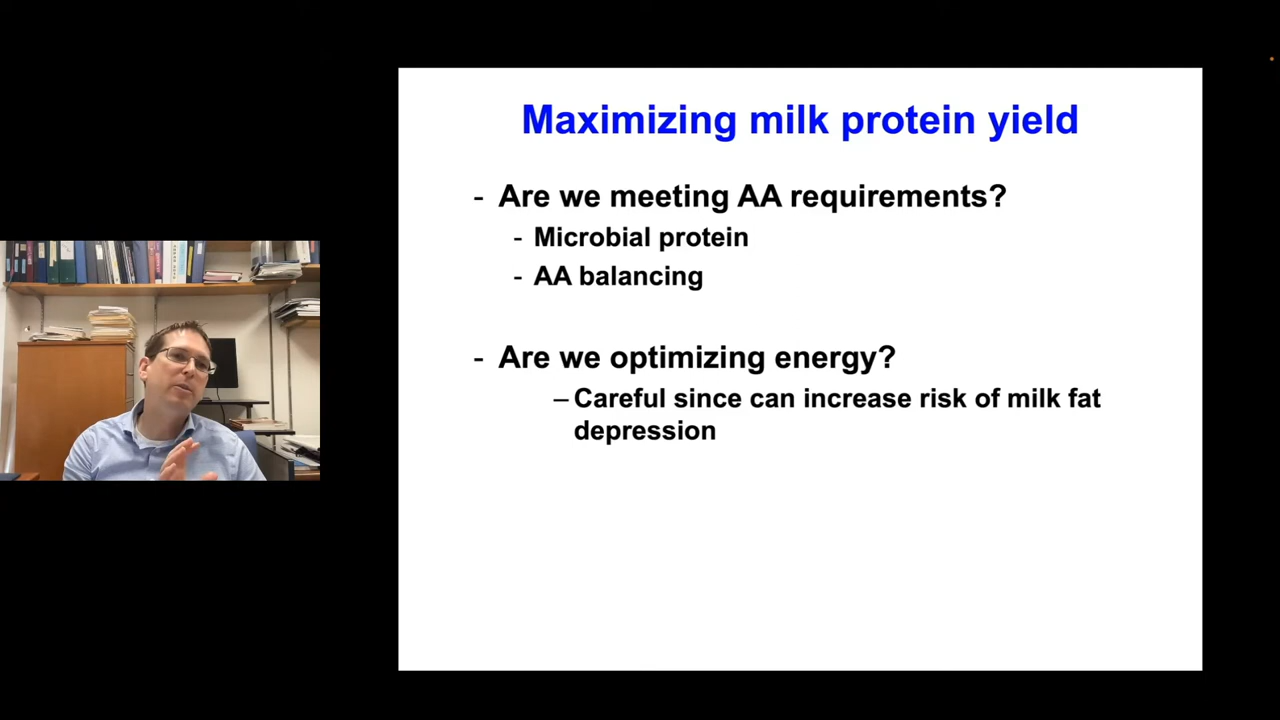 Maximizing milk protein yield
- Are we meeting AA requirements?
- Microbial protein
- AA balancing
- Are we optimizing energy?
– Careful since can increase risk of milk fat
depression